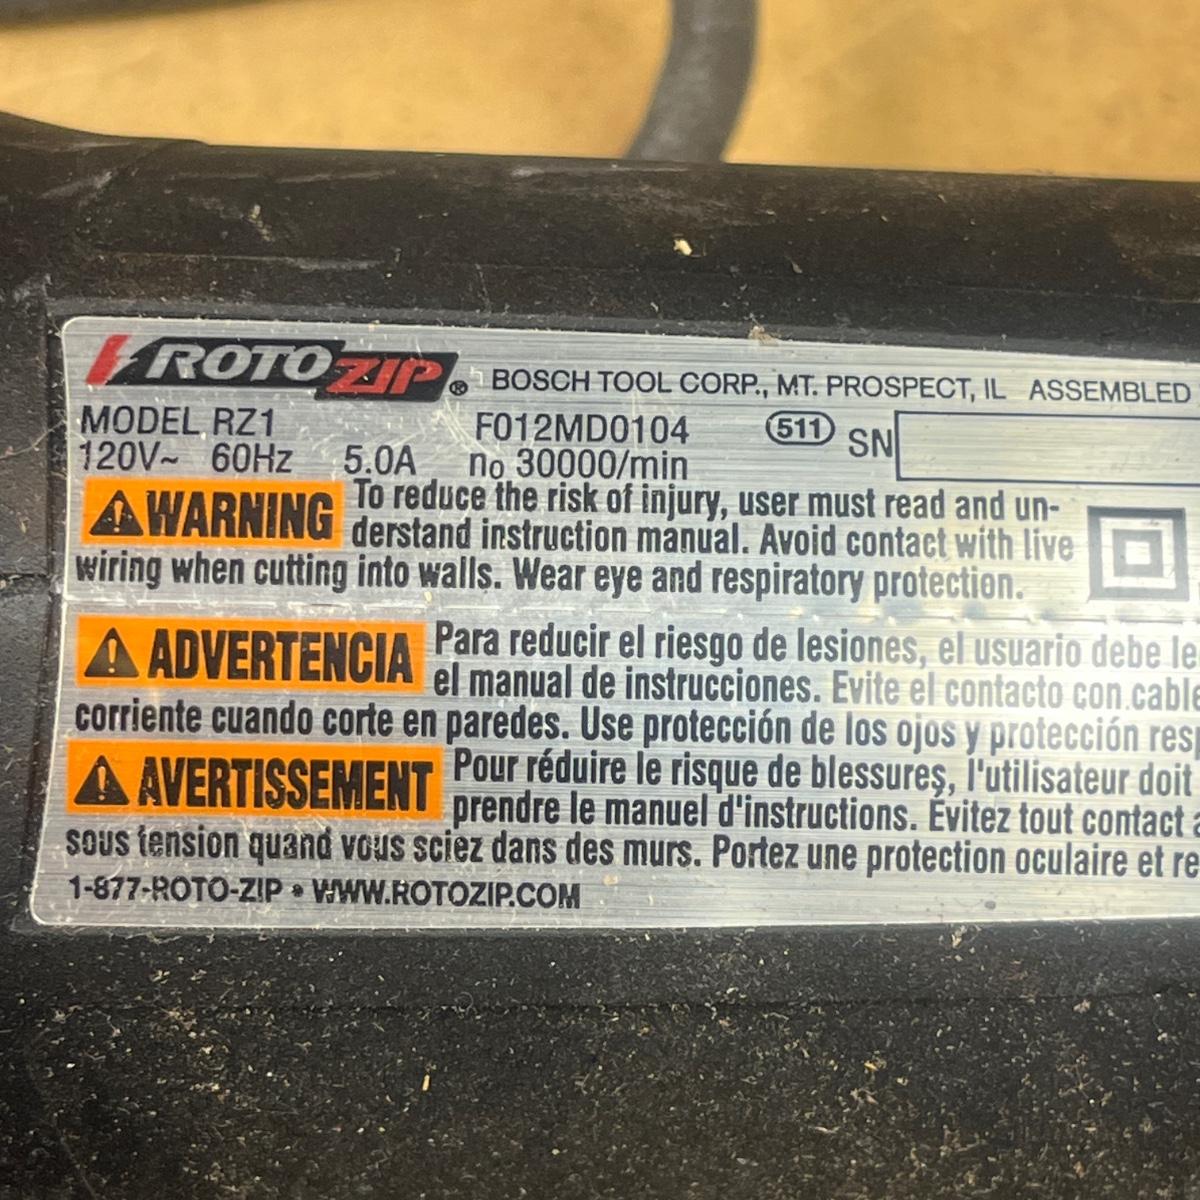 ROTOZIP® BOSCH TOOL CORP., MT. PROSPECT, IL ASSEMBLED
MODEL RZ1 F012MD0104 511 SN
120V~ 60Hz 5.0A no 30000/min
WARNING To reduce the risk of injury, user must read and un-
derstand instruction manual. Avoid contact with live
wiring when cutting into walls. Wear eye and respiratory protection.
ADVERTENCIA Para reducir el riesgo de lesiones, el usuario debe le
el manual de instrucciones. Evite el contacto con cable
corriente cuando corte en paredes. Use protección de los ojos y protección resp
AVERTISSEMENT Pour réduire le risque de blessures, l'utilisateur doit
prendre le manuel d'instructions. Évitez tout contact a
sous tension quand vous sciez dans des murs. Portez une protection oculaire et re
1-877-ROTO-ZIP • WWW.ROTOZIP.COM